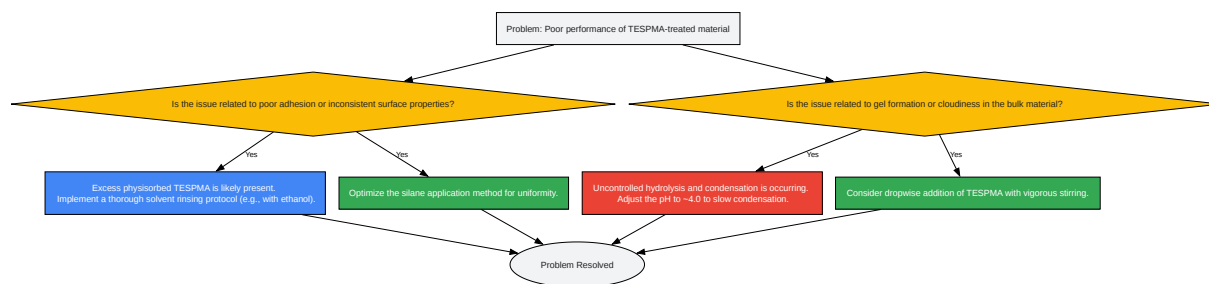 Problem: Poor performance of TESPMA-treated material
Is the issue related to poor adhesion or inconsistent surface properties?
Is the issue related to gel formation or cloudiness in the bulk material?
Yes
Yes
Yes
Yes
Excess physisorbed TESPMA is likely present.
Implement a thorough solvent rinsing protocol (e.g., with ethanol).
Optimize the silane application method for uniformity.
Uncontrolled hydrolysis and condensation is occurring.
Adjust the pH to ~4.0 to slow condensation.
Consider dropwise addition of TESPMA with vigorous stirring.
Problem Resolved